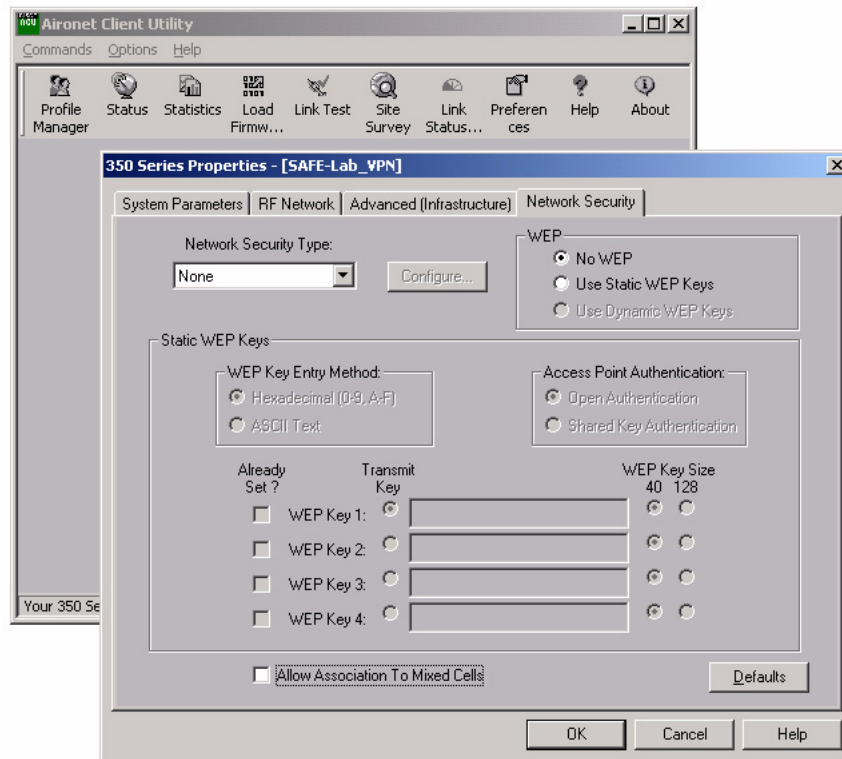 ACU Aironet Client Utility
Commands Options Help
Profile Manager
Status
Statistics
Load Firmw...
Link Test
Site Survey
Link Status...
Preferen ces
Help
About
350 Series Properties - [SAFE-Lab_VPN]
System Parameters RF Network Advanced (Infrastructure) Network Security
Network Security Type:
None
Configure...
WEP
No WEP
Use Static WEP Keys
Use Dynamic WEP Keys
Static WEP Keys
WEP Key Entry Method:
Hexadecimal (0-9, A-F)
ASCII Text
Access Point Authentication:
Open Authentication
Shared Key Authentication
Already Set ?
Transmit Key
WEP Key Size
40 128
WEP Key 1:
WEP Key 2:
WEP Key 3:
WEP Key 4:
Your 350 Se
Allow Association To Mixed Cells
Defaults
OK Cancel Help